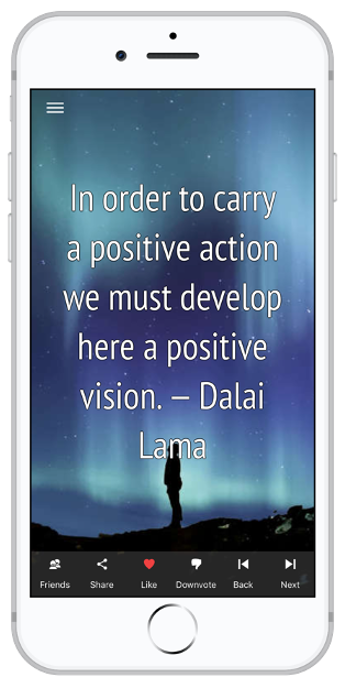 In order to carry
a positive action
we must develop
here a positive
vision. – Dalai
Lama
Friends Share Like Downvote Back Next